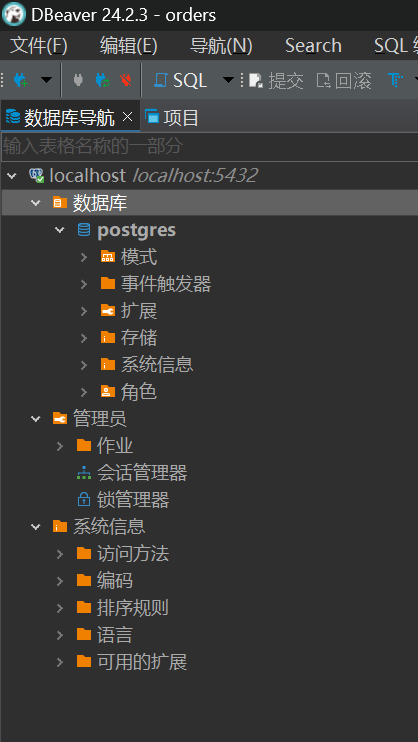 DBeaver 24.2.3 - orders
文件(F) 编辑(E) 导航(N) Search SQL
SQL 提交 回滚 T
数据库导航 项目
输入表格名称的一部分
localhost localhost:5432
数据库
postgres
模式
事件触发器
扩展
存储
系统信息
角色
管理员
作业
会话管理器
锁管理器
系统信息
访问方法
编码
排序规则
语言
可用的扩展